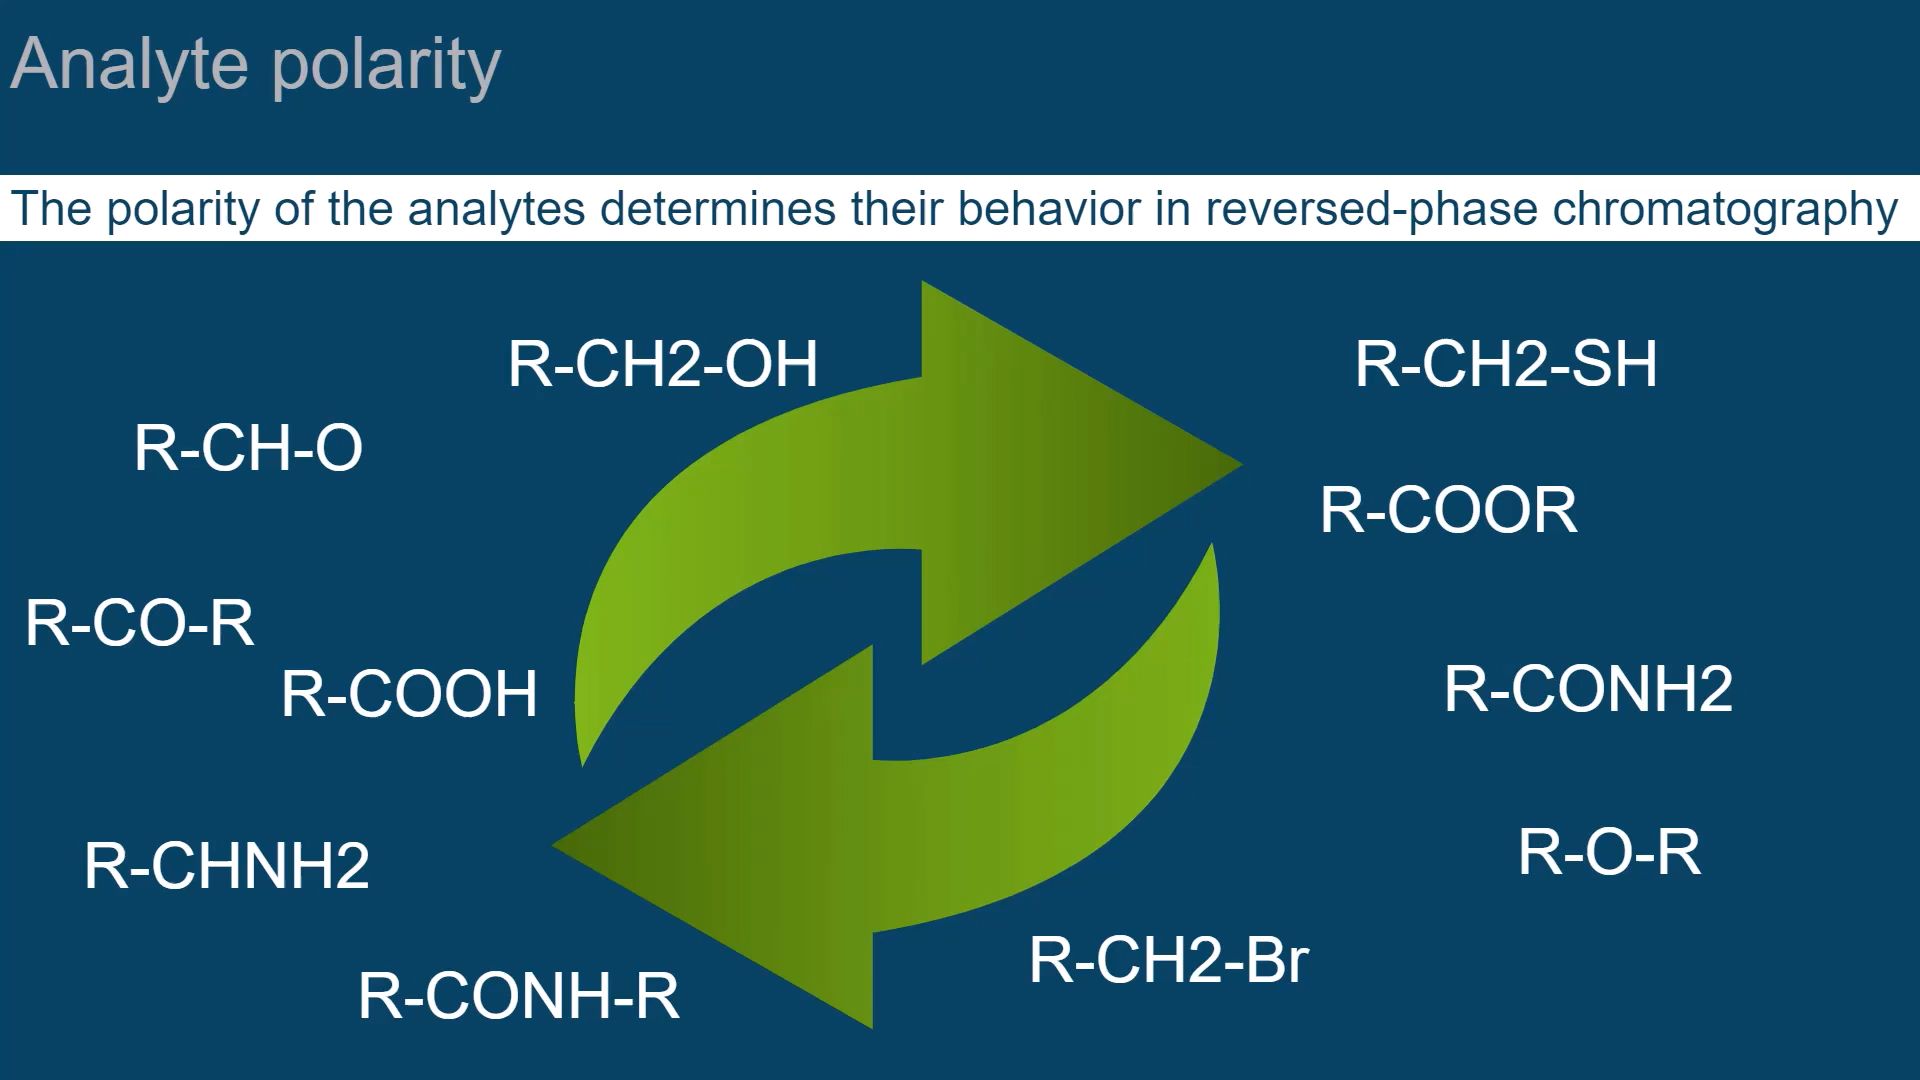 Analyte polarity
The polarity of the analytes determines their behavior in reversed-phase chromatography
R-CH2-OH
R-CH2-SH
R-CH-O
R-COOR
R-CO-R
R-COOH
R-CONH2
R-CHNH2
R-O-R
R-CH2-Br
R-CONH-R